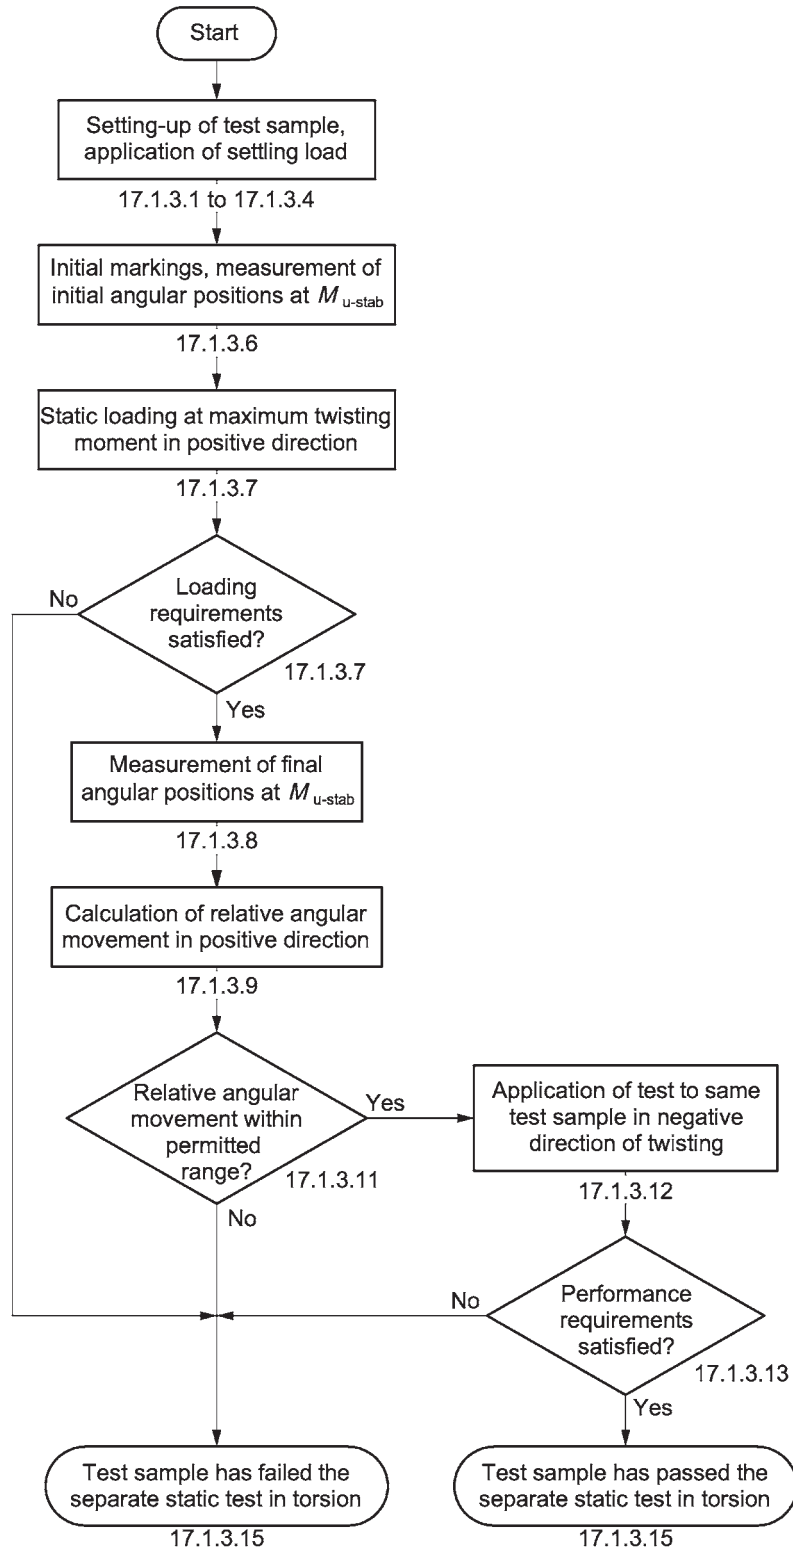 Start
Setting-up of test sample,
application of settling load
17.1.3.1 to 17.1.3.4
Initial markings, measurement of
initial angular positions at M u-stab
17.1.3.6
Static loading at maximum twisting
moment in positive direction
17.1.3.7
No
Loading
requirements
satisfied?
17.1.3.7
Yes
Measurement of final
angular positions at M u-stab
17.1.3.8
Calculation of relative angular
movement in positive direction
17.1.3.9
Relative angular
movement within
permitted
range?
17.1.3.11
Yes
No
Application of test to same
test sample in negative
direction of twisting
17.1.3.12
No
Performance
requirements
satisfied?
17.1.3.13
Yes
Test sample has failed the
separate static test in torsion
17.1.3.15
Test sample has passed the
separate static test in torsion
17.1.3.15